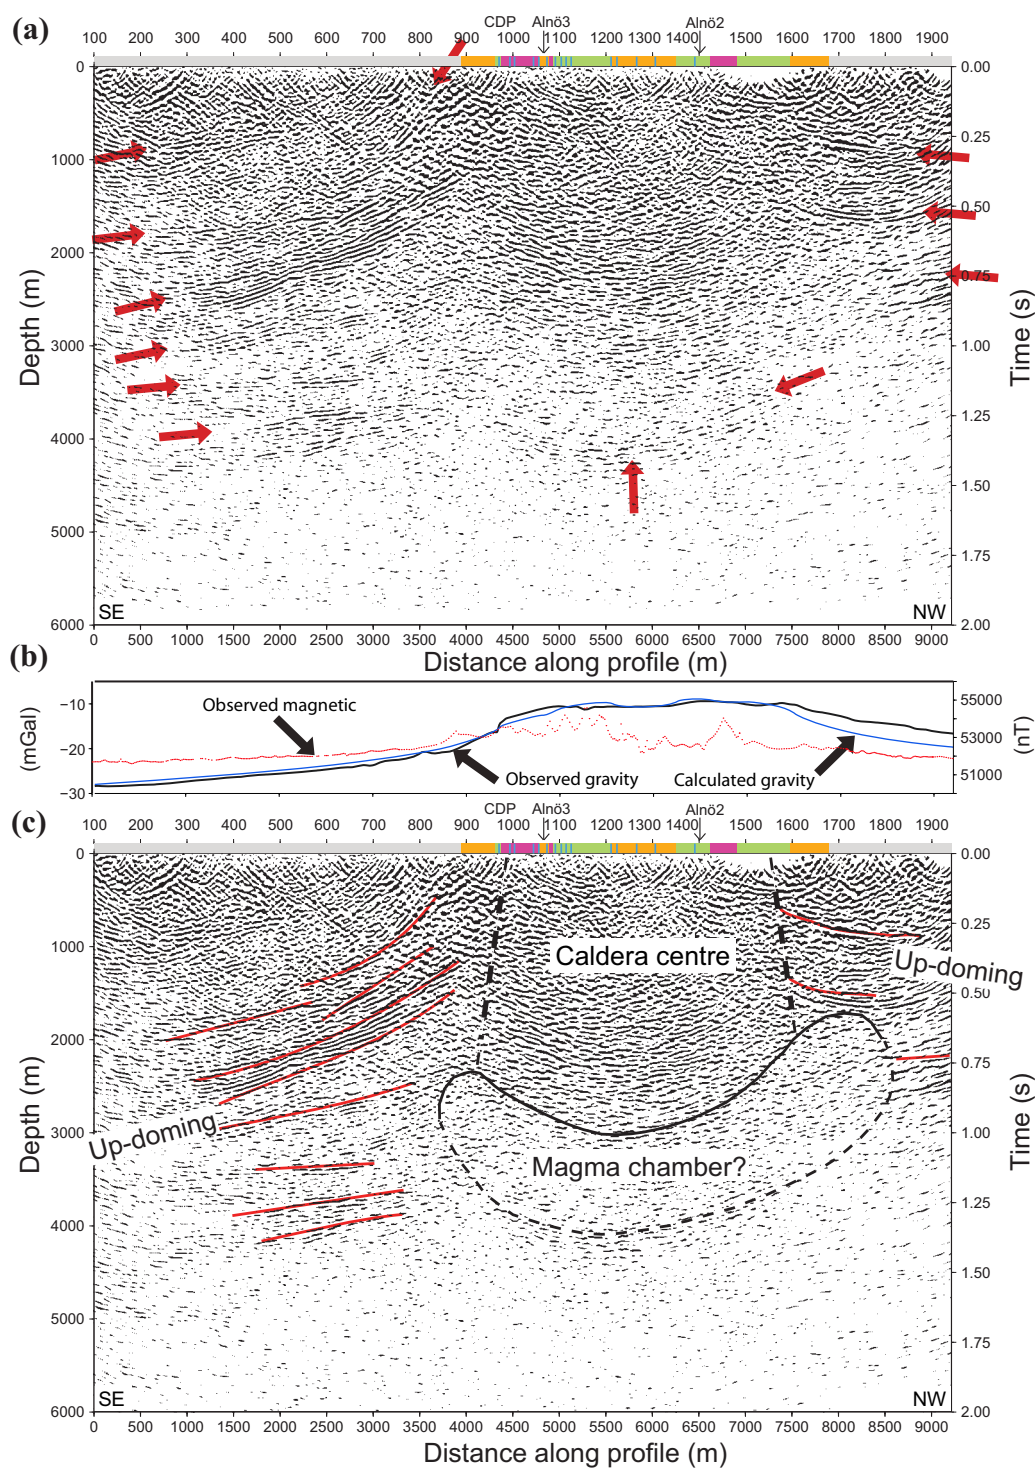 (a)
CDP Alnö3 Alnö2
100 200 300 400 500 600 700 800 900 1000 1100 1200 1300 1400 1500 1600 1700 1800 1900
0 0.00
0.25
1000
0.50
2000
0.75
3000 1.00
1.25
4000
1.50
5000
1.75
6000 2.00
Depth (m)
Time (s)
SE NW
0 500 1000 1500 2000 2500 3000 3500 4000 4500 5000 5500 6000 6500 7000 7500 8000 8500 9000
Distance along profile (m)
(b)
Observed magnetic
−10 55000
−20 53000
51000
−30
(mGal)
(nT)
Observed gravity
Calculated gravity
(c)
CDP Alnö3 Alnö2
100 200 300 400 500 600 700 800 900 1000 1100 1200 1300 1400 1500 1600 1700 1800 1900
0 0.00
0.25
1000
0.50
2000
0.75
3000 1.00
1.25
4000
1.50
5000
1.75
6000 2.00
Depth (m)
Time (s)
Caldera centre
Up-doming
Up-doming
Magma chamber?
SE NW
0 500 1000 1500 2000 2500 3000 3500 4000 4500 5000 5500 6000 6500 7000 7500 8000 8500 9000
Distance along profile (m)